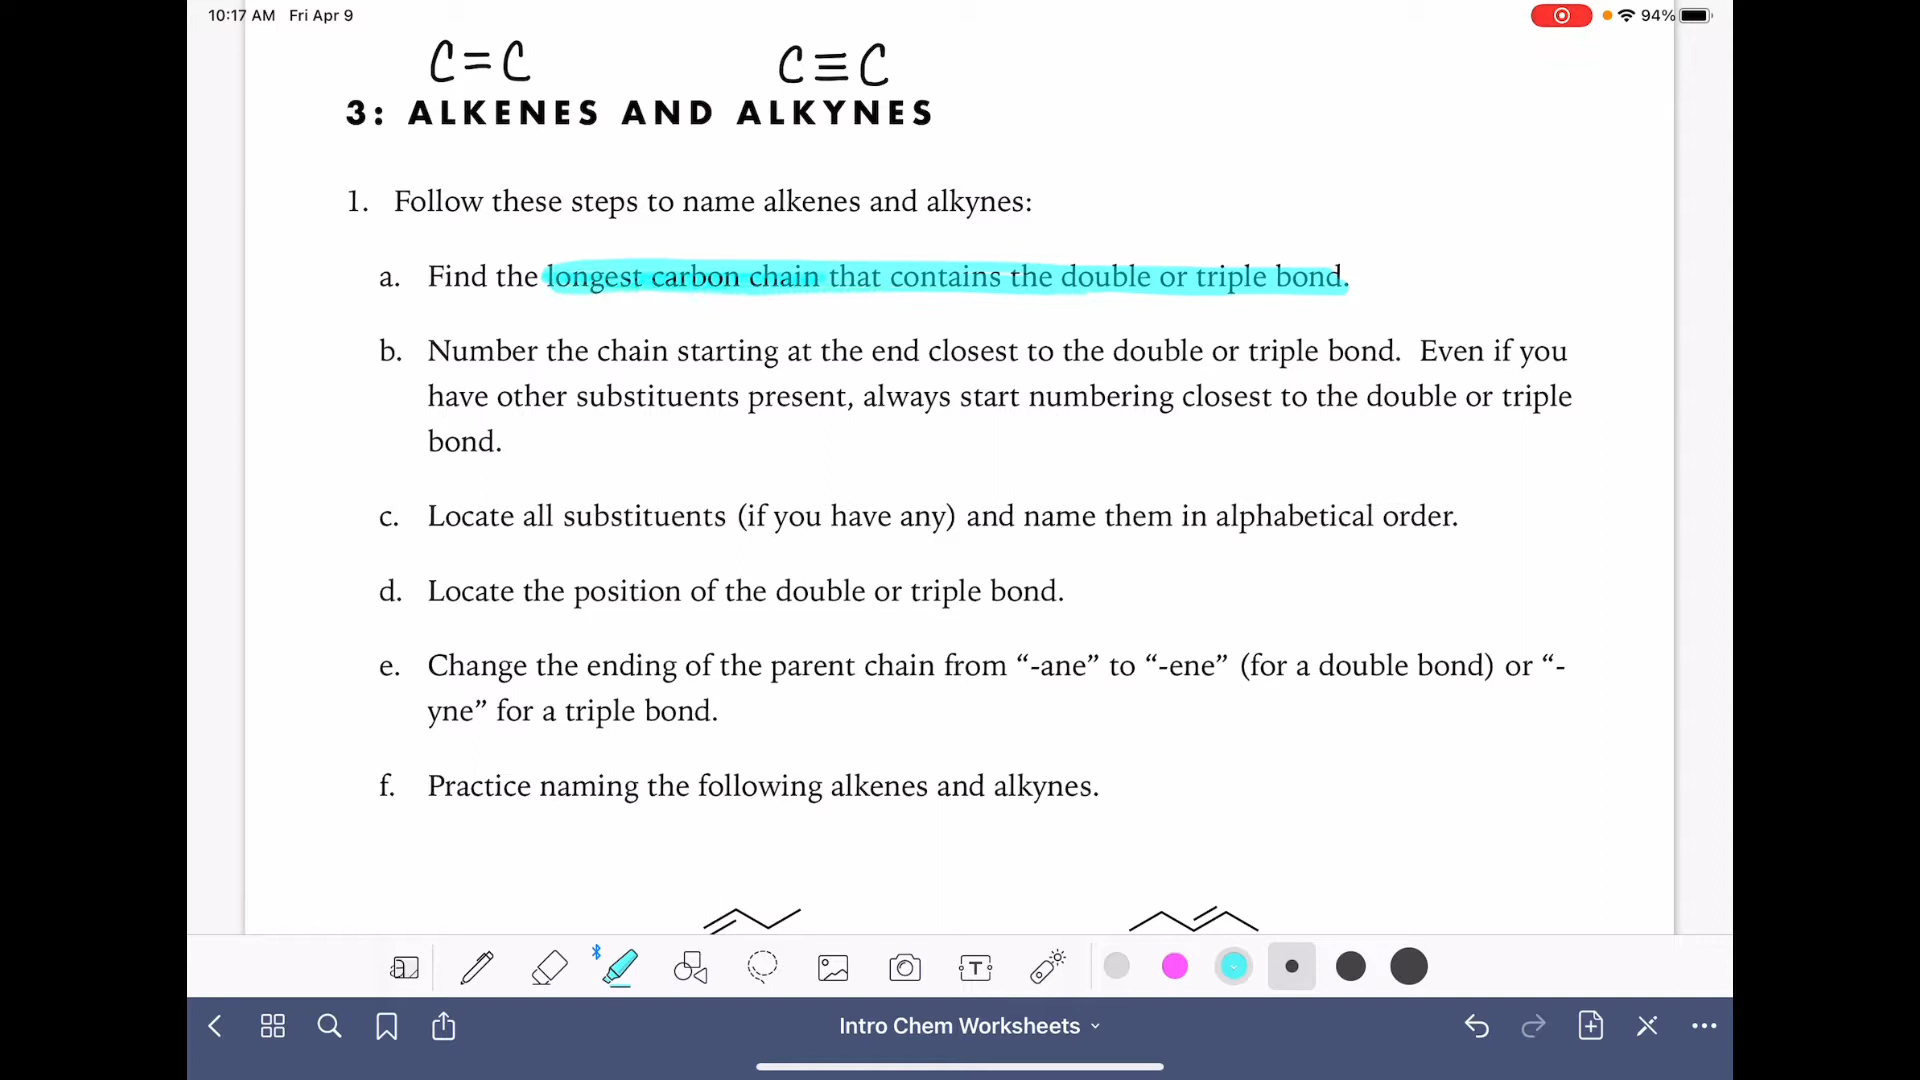 10:17 AM Fri Apr 9
94%
C=C C≡C
3: ALKENES AND ALKYNES
1. Follow these steps to name alkenes and alkynes:
a. Find the longest carbon chain that contains the double or triple bond.
b. Number the chain starting at the end closest to the double or triple bond. Even if you
have other substituents present, always start numbering closest to the double or triple
bond.
c. Locate all substituents (if you have any) and name them in alphabetical order.
d. Locate the position of the double or triple bond.
e. Change the ending of the parent chain from “-ane” to “-ene” (for a double bond) or “-
yne” for a triple bond.
f. Practice naming the following alkenes and alkynes.
Intro Chem Worksheets